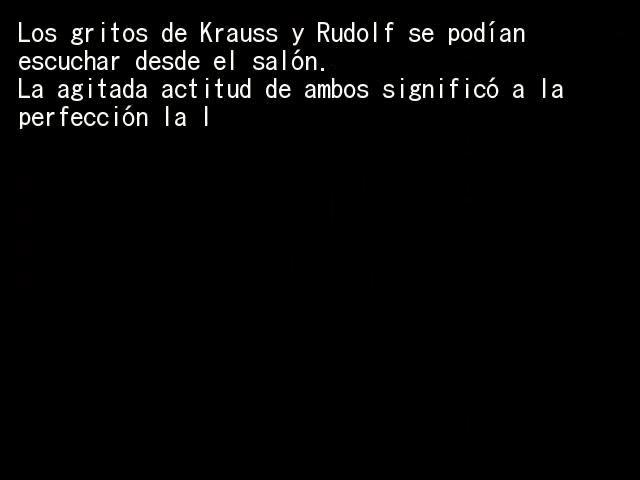 Los gritos de Krauss y Rudolf se podían
escuchar desde el salón.
La agitada actitud de ambos significó a la
perfección la l